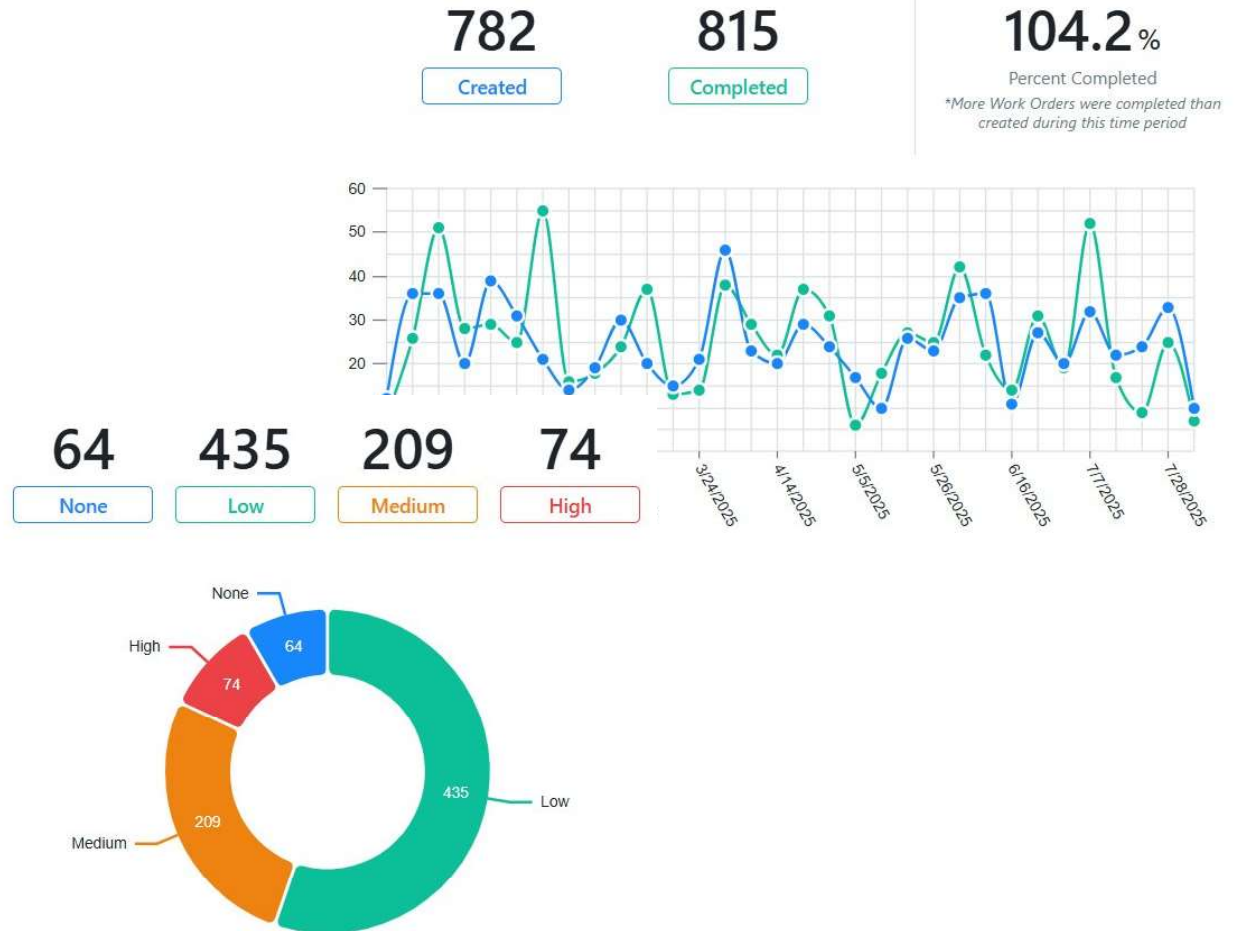 782
815
104.2 %
Created
Completed
Percent Completed
*More Work Orders were completed than
created during this time period
60
50
40
30
20
3/24/2025
4/14/2025
5/5/2025
5/26/2025
6/16/2025
7/7/2025
7/28/2025
64
435
209
74
None
Low
Medium
High
None
64
High
74
435
Low
209
Medium